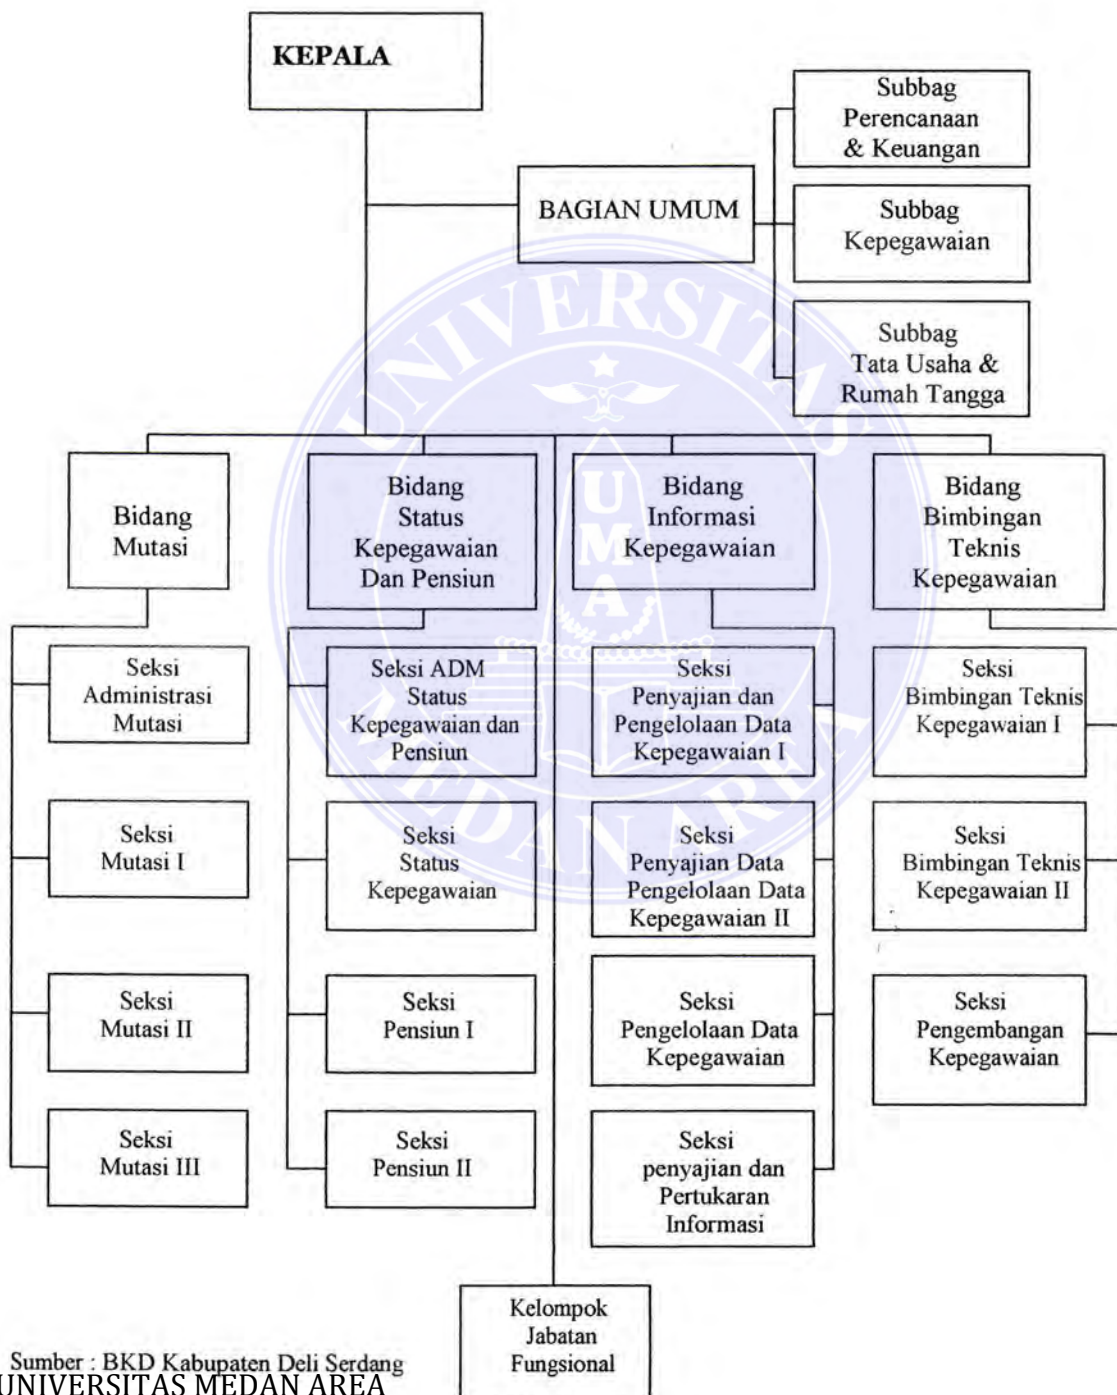 KEPALA
Subbag
Perencanaan
& Keuangan
BAGIAN UMUM
Subbag
Kepegawaian
Subbag
Tata Usaha &
Rumah Tangga
UNIVERSITAS
UMA
MEDAN AREA
Bidang
Mutasi
Bidang
Status
Kepegawaian
Dan Pensiun
Bidang
Informasi
Kepegawaian
Bidang
Bimbingan
Teknis
Kepegawaian
Seksi
Administrasi
Mutasi
Seksi ADM
Status
Kepegawaian dan
Pensiun
Seksi
Penyajian dan
Pengelolaan Data
Kepegawaian I
Seksi
Bimbingan Teknis
Kepegawaian I
Seksi
Mutasi I
Seksi
Status
Kepegawaian
Seksi
Penyajian Data
Pengelolaan Data
Kepegawaian II
Seksi
Bimbingan Teknis
Kepegawaian II
Seksi
Mutasi II
Seksi
Pensiun I
Seksi
Pengelolaan Data
Kepegawaian
Seksi
Pengembangan
Kepegawaian
Seksi
Mutasi III
Seksi
Pensiun II
Seksi
penyajian dan
Pertukaran
Informasi
Kelompok
Jabatan
Fungsional
Sumber : BKD Kabupaten Deli Serdang
UNIVERSITAS MEDAN AREA